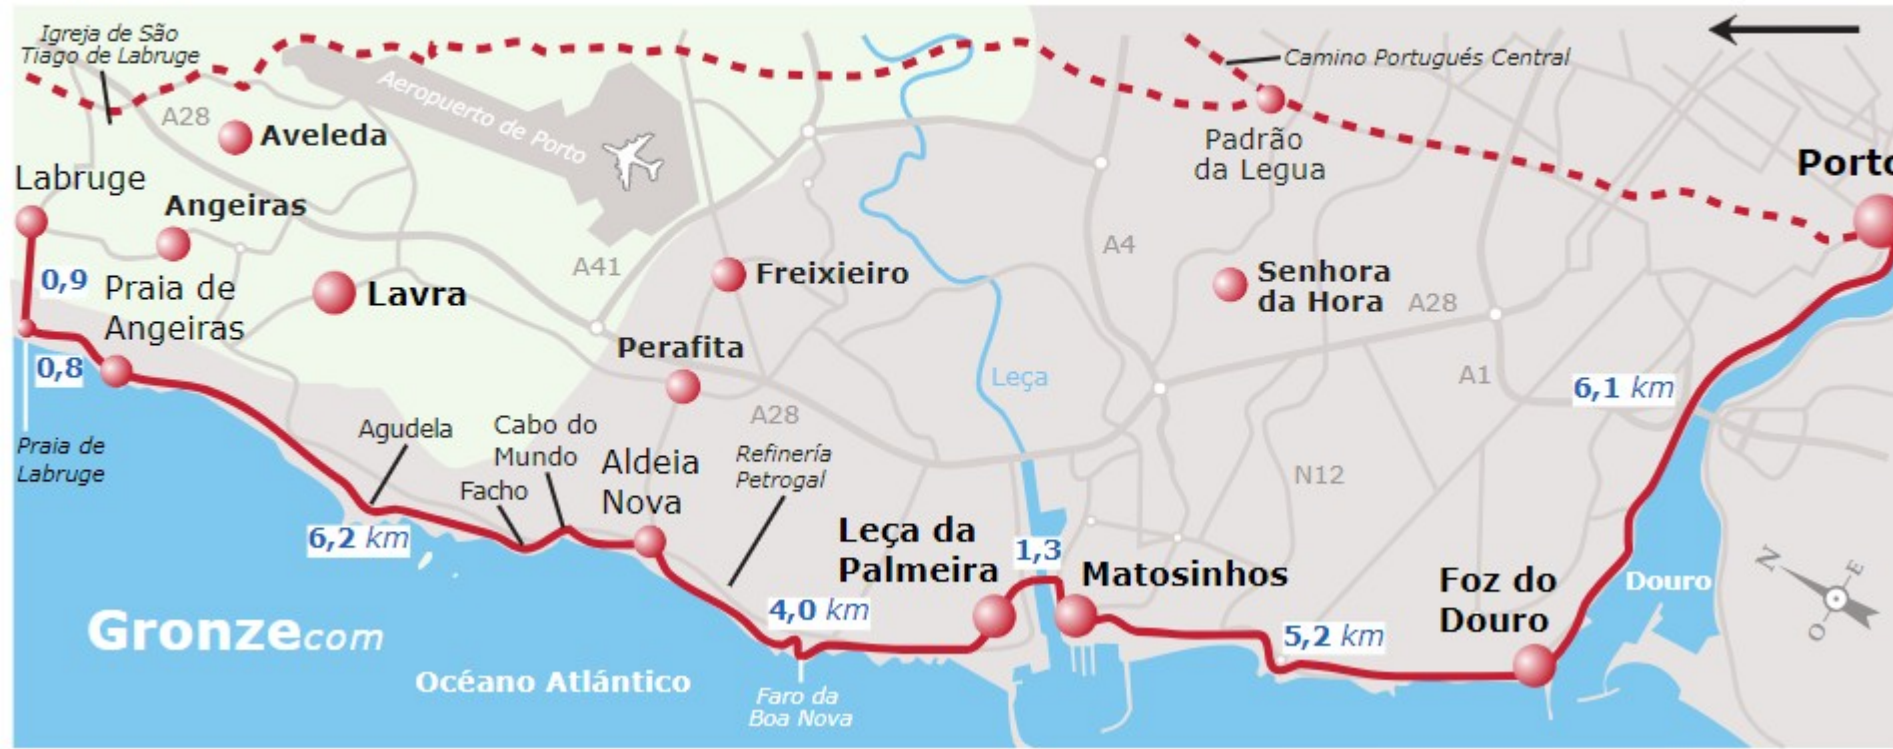 Igreja de São
Tiago de Labruge
A28
Aveleda
Aeropuerto de Porto
Camino Portugués Central
Padrão
da Legua
Porto
Labruge
Angeiras
0,9
Praia de
Angeiras
Lavra
A41
Freixieiro
A4
Senhora
da Hora
A28
0,8
Perafita
Leça
A1
6,1 km
Praia de
Labruge
Agudela
Cabo do
Mundo
Facho
Aldeia
Nova
A28
Refinería
Petrogal
N12
6,2 km
Leça da
Palmeira
1,3
Matosinhos
Foz do
Douro
Douro
N
E
O
4,0 km
5,2 km
Gronzecom
Océano Atlántico
Faro da
Boa Nova